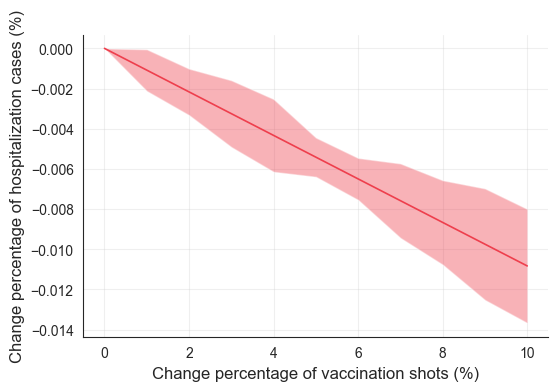 Change percentage of hospitalization cases (%)
0.000
−0.002
−0.004
−0.006
−0.008
−0.010
−0.012
−0.014
0 2 4 6 8 10
Change percentage of vaccination shots (%)